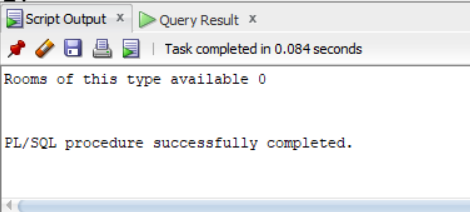 Script Output x Query Result x
Task completed in 0.084 seconds
Rooms of this type available 0
PL/SQL procedure successfully completed.